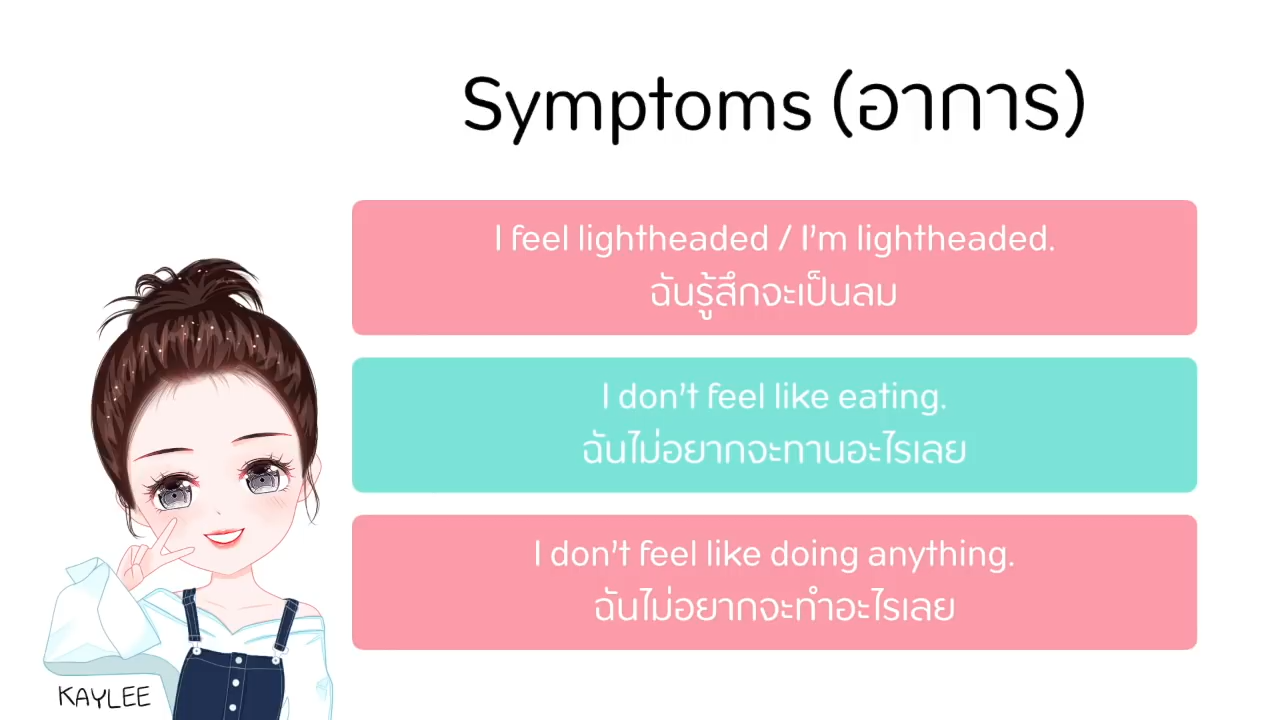 Symptoms (อาการ)
I feel lightheaded / I'm lightheaded.
ฉันรู้สึกจะเป็นลม
I don't feel like eating.
ฉันไม่อยากจะทานอะไรเลย
I don't feel like doing anything.
ฉันไม่อยากจะทำอะไรเลย
KAYLEE